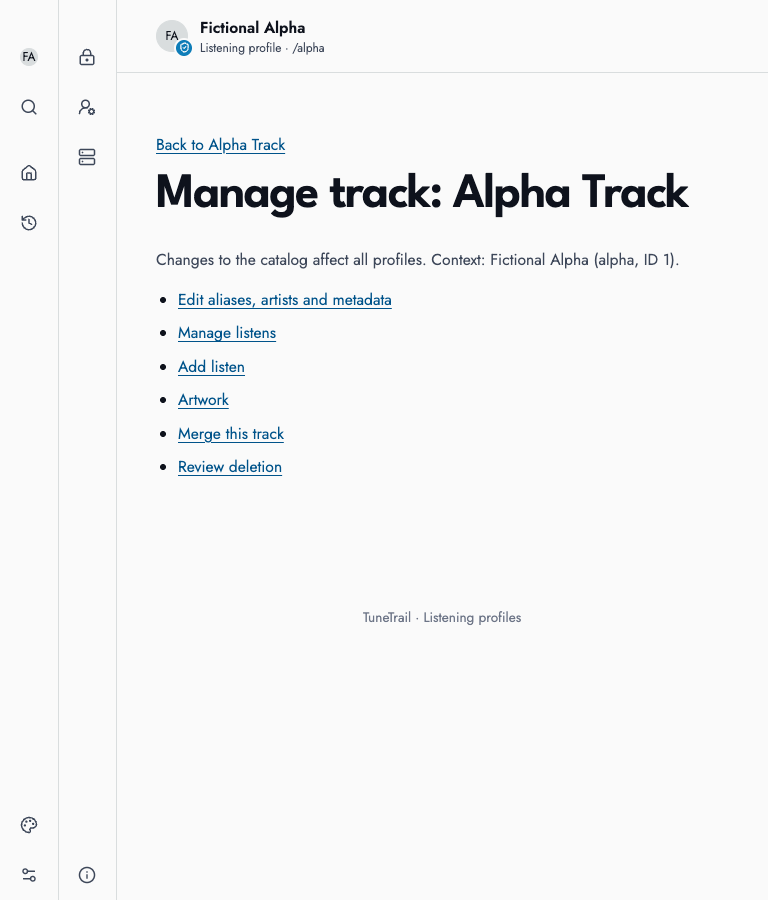 FA
FA
Fictional Alpha
Listening profile · /alpha
Back to Alpha Track
Manage track: Alpha Track
Changes to the catalog affect all profiles. Context: Fictional Alpha (alpha, ID 1).
Edit aliases, artists and metadata
Manage listens
Add listen
Artwork
Merge this track
Review deletion
TuneTrail · Listening profiles